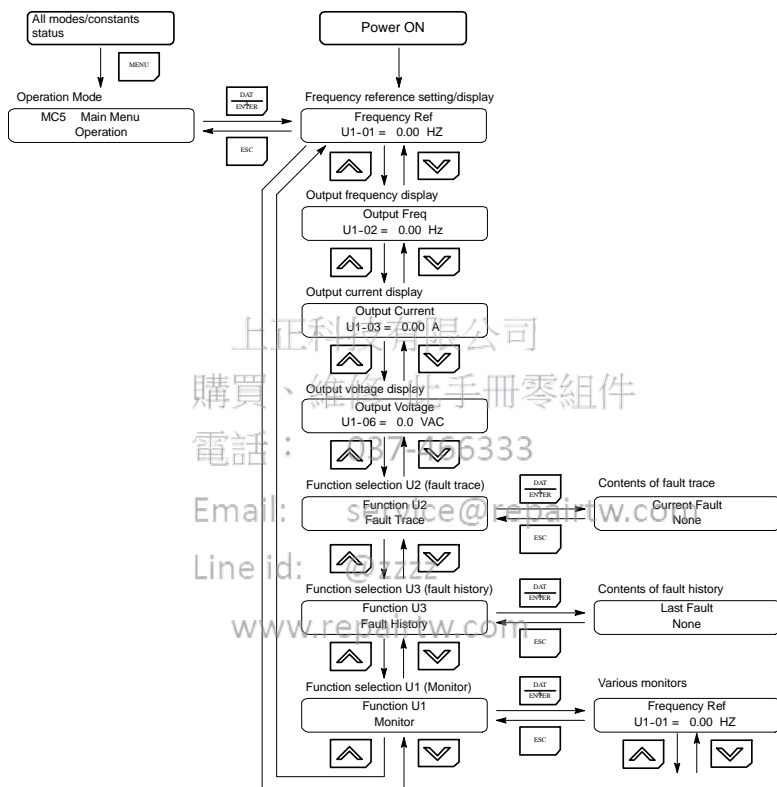 All modes/constants
status
Power ON
MENU
Operation Mode
MC5 Main Menu
Operation
DAT
ENTER
ESC
Frequency reference setting/display
Frequency Ref
U1-01 = 0.00 HZ
Output frequency display
Output Freq
U1-02 = 0.00 Hz
Output current display
Output Current
U1-03 = 0.00 A
上正科技有限公司
Output voltage display
購買、維修 此手冊零組件
Output Voltage
U1-06 = 0.0 VAC
電話： 037-466333
Function selection U2 (fault trace)
Function U2
Fault Trace
DAT
ENTER
ESC
Contents of fault trace
Current Fault
None
Email: service@repairtw.com
Line id: @zzzz
Function selection U3 (fault history)
Function U3
Fault History
DAT
ENTER
ESC
Contents of fault history
Last Fault
None
www.repairtw.com
Function selection U1 (Monitor)
Function U1
Monitor
DAT
ENTER
ESC
Various monitors
Frequency Ref
U1-01 = 0.00 HZ